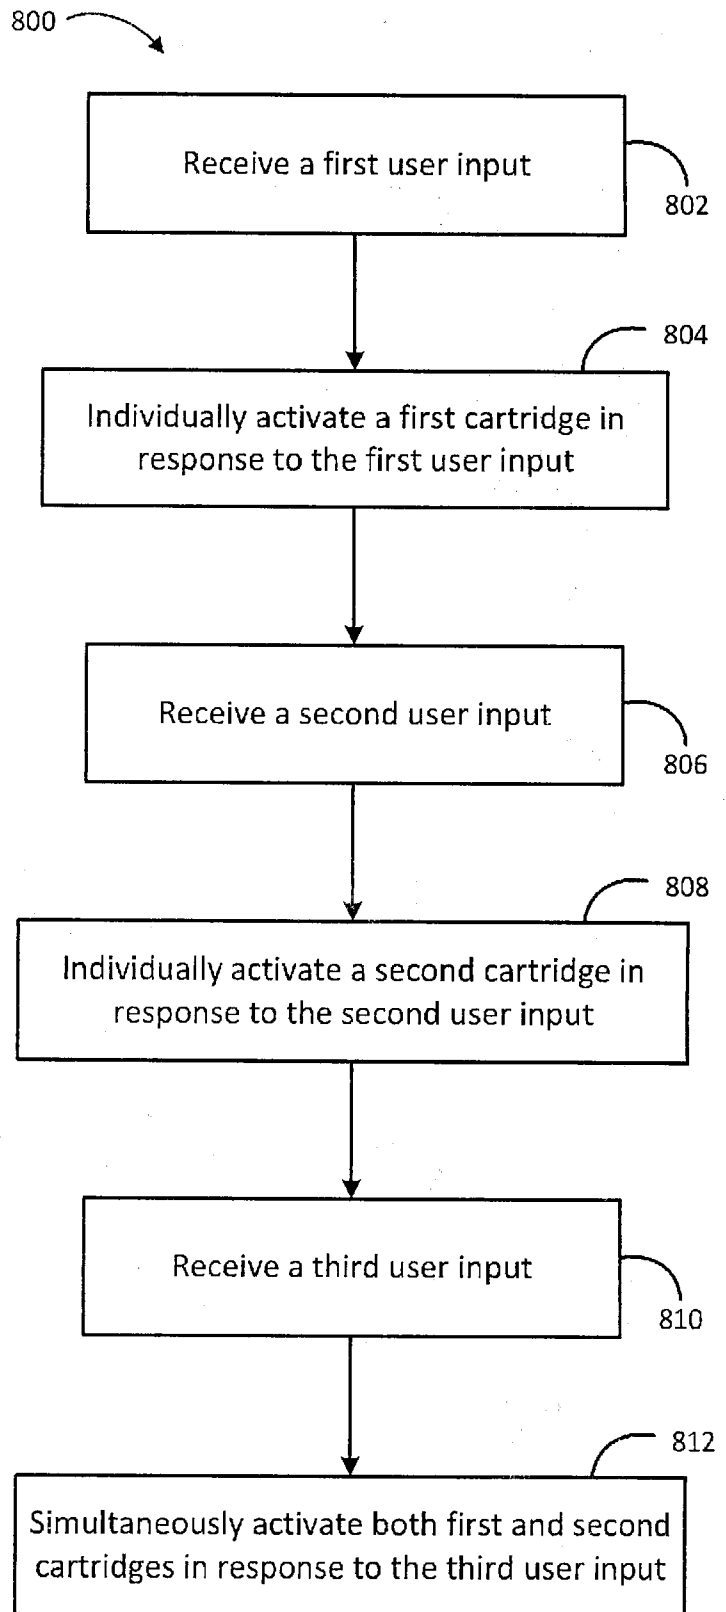 800
Receive a first user input
802
804
Individually activate a first cartridge in
response to the first user input
Receive a second user input
806
808
Individually activate a second cartridge in
response to the second user input
Receive a third user input
810
812
Simultaneously activate both first and second
cartridges in response to the third user input